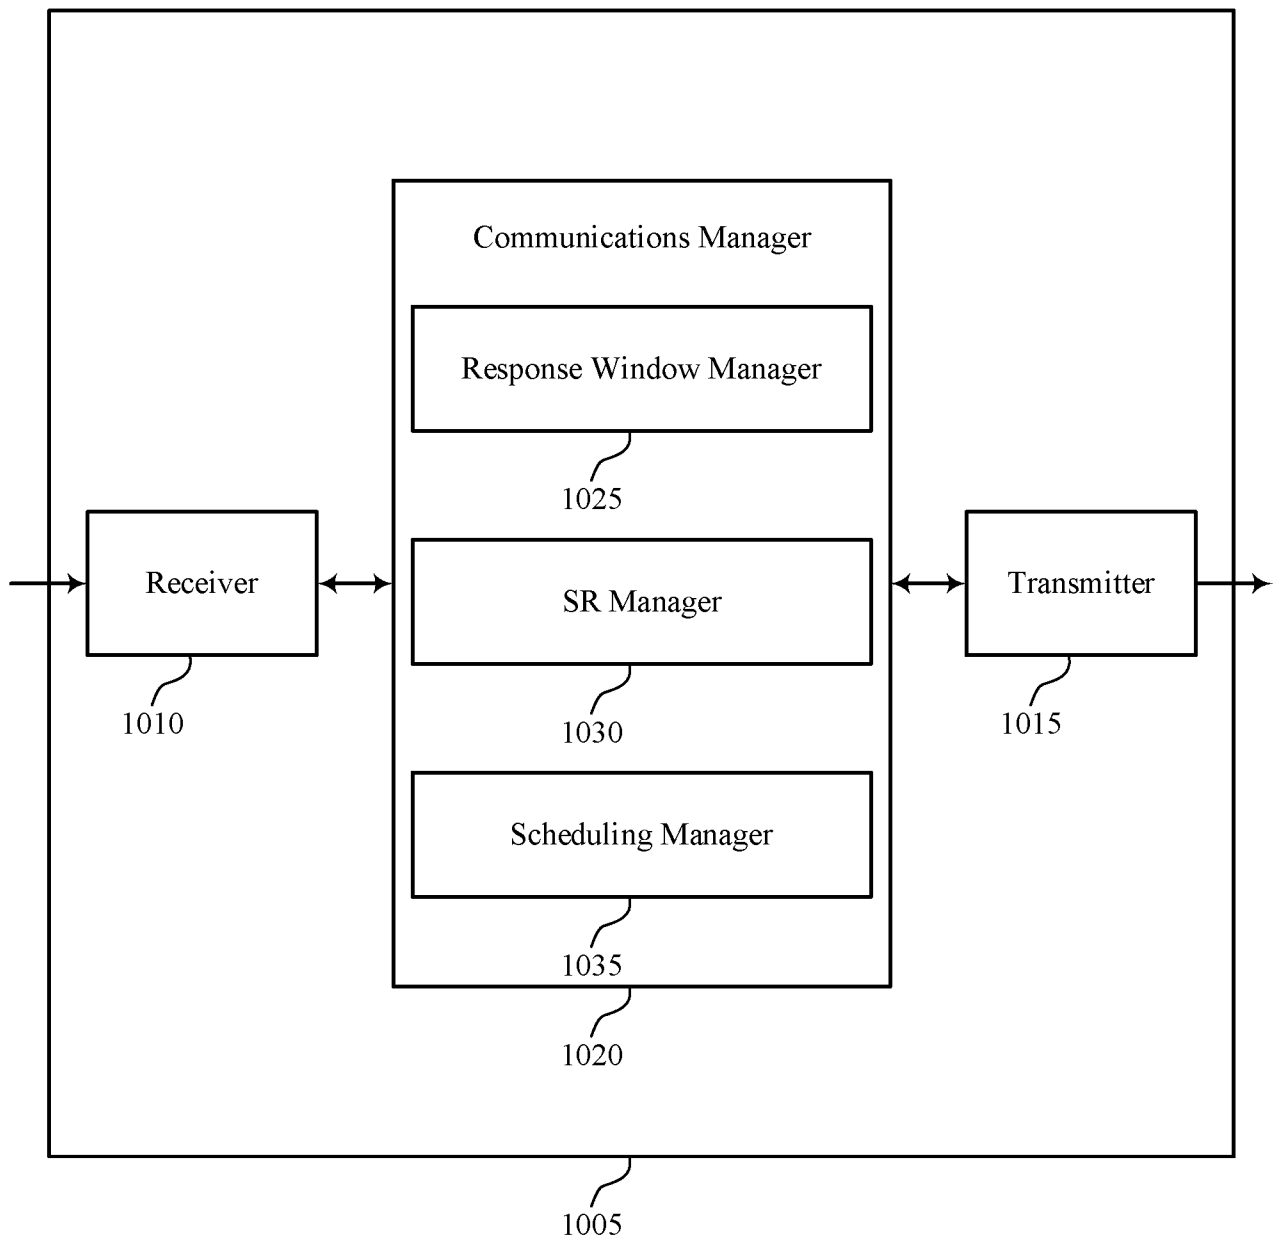 Communications Manager
Response Window Manager
1025
Receiver
1010
SR Manager
1030
Transmitter
1015
Scheduling Manager
1035
1020
1005